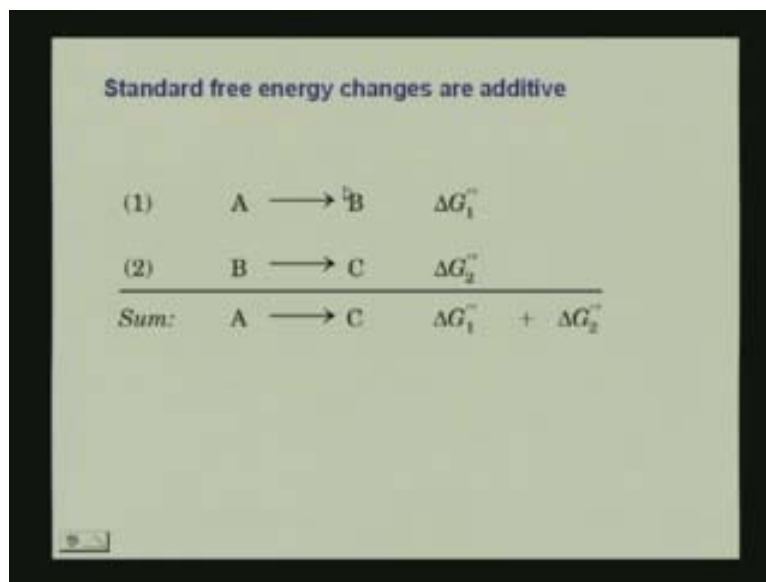 Standard free energy changes are additive
(1) A ⟶ B ΔG₁′°
(2) B ⟶ C ΔG₂′°
Sum: A ⟶ C ΔG₁′° + ΔG₂′°